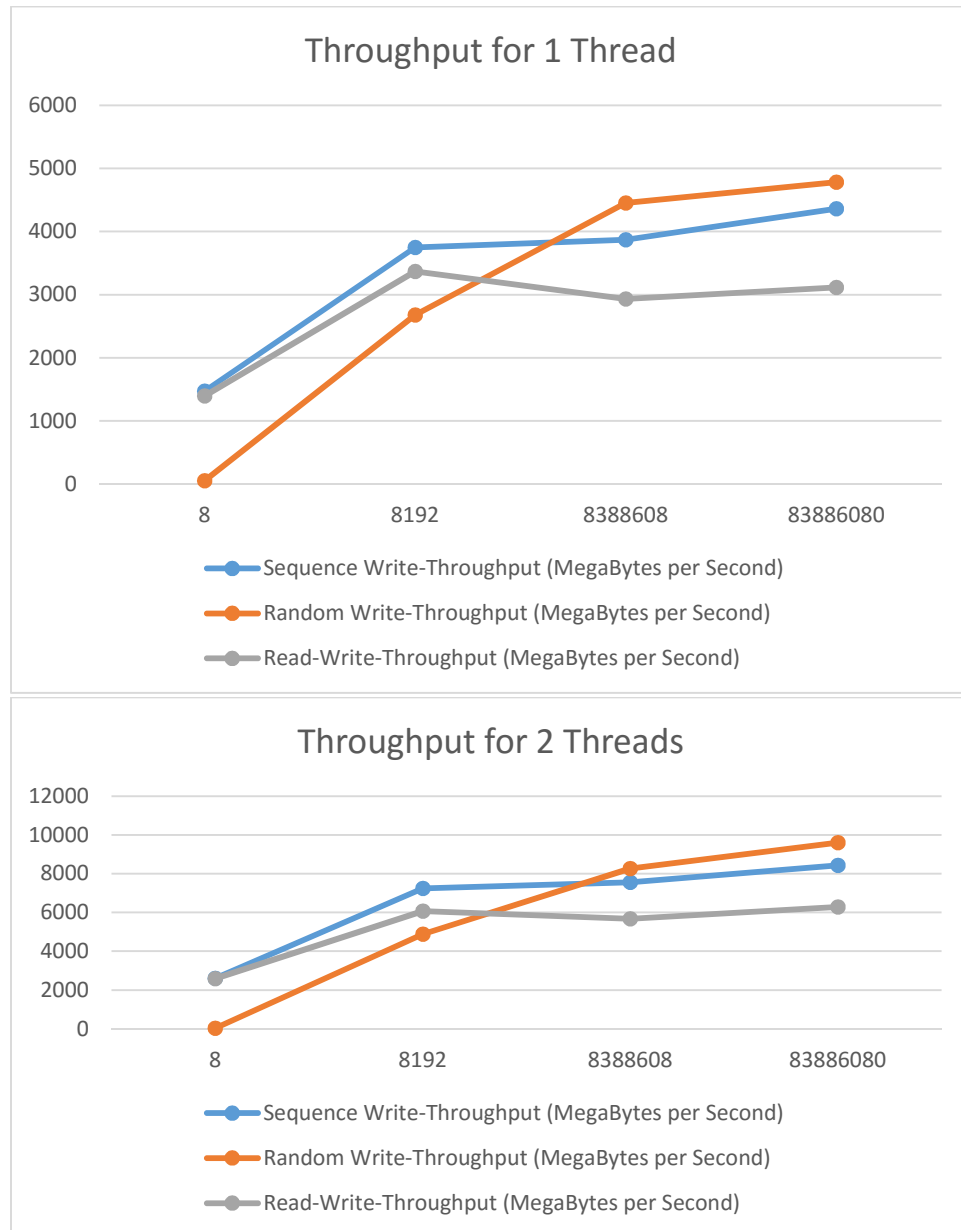 Throughput for 1 Thread
6000
5000
4000
3000
2000
1000
0
8 8192 8388608 83886080
Sequence Write-Throughput (MegaBytes per Second)
Random Write-Throughput (MegaBytes per Second)
Read-Write-Throughput (MegaBytes per Second)
Throughput for 2 Threads
12000
10000
8000
6000
4000
2000
0
8 8192 8388608 83886080
Sequence Write-Throughput (MegaBytes per Second)
Random Write-Throughput (MegaBytes per Second)
Read-Write-Throughput (MegaBytes per Second)